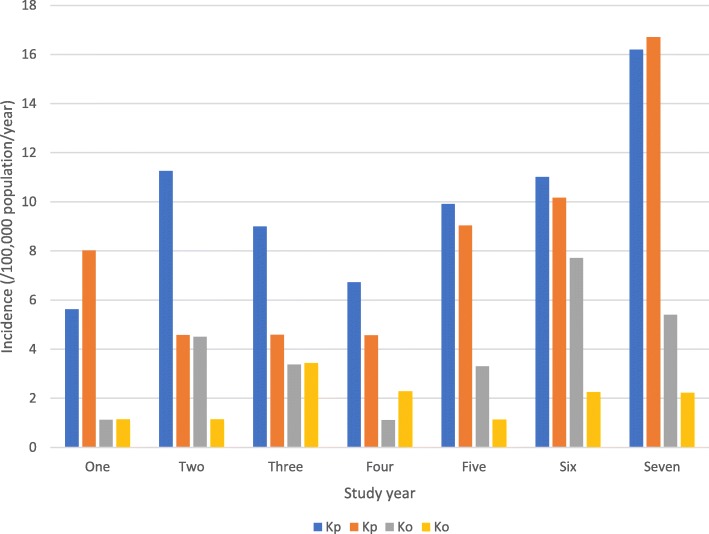 Incidence (/100,000 population/year)
18
16
14
12
10
8
6
4
2
0
One Two Three Four Five Six Seven
Study year
Kp Kp Ko Ko